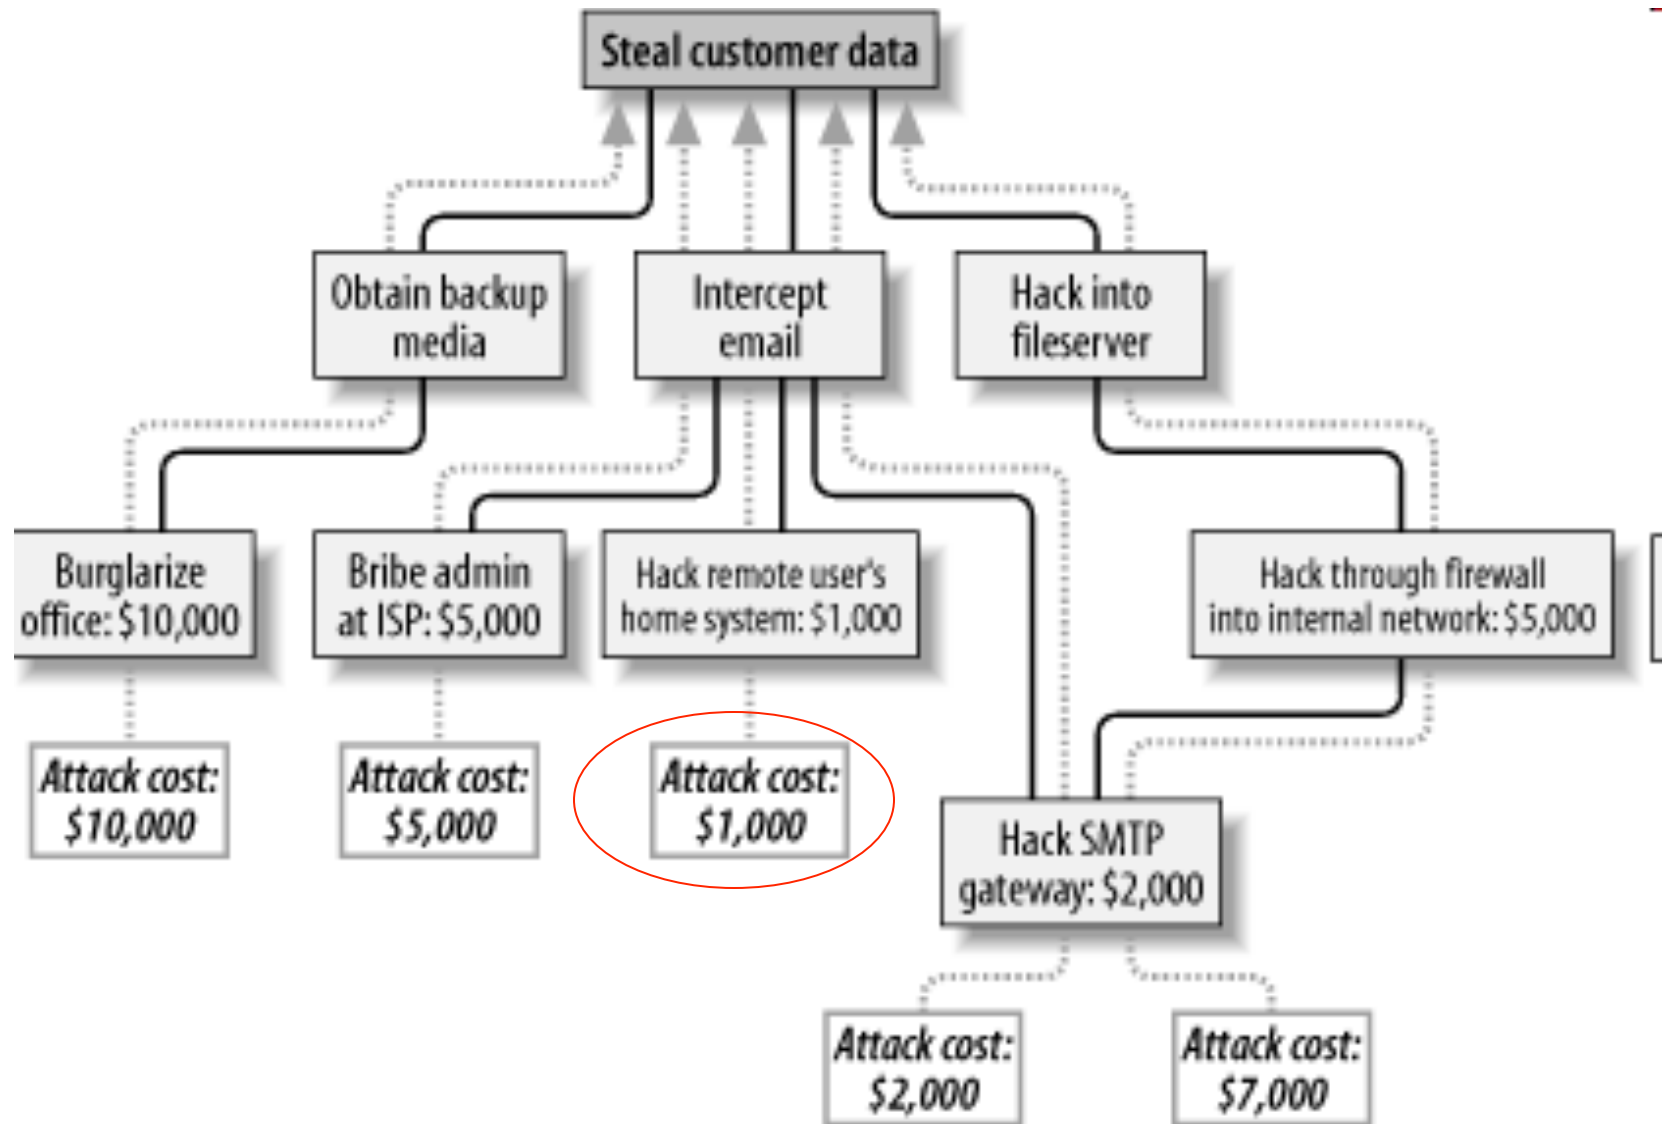 Steal customer data
Obtain backup
media
Intercept
email
Hack into
fileserver
Burglarize
office: $10,000
Bribe admin
at ISP: $5,000
Hack remote user's
home system: $1,000
Hack through firewall
into internal network: $5,000
Attack cost:
$10,000
Attack cost:
$5,000
Attack cost:
$1,000
Hack SMTP
gateway: $2,000
Attack cost:
$2,000
Attack cost:
$7,000